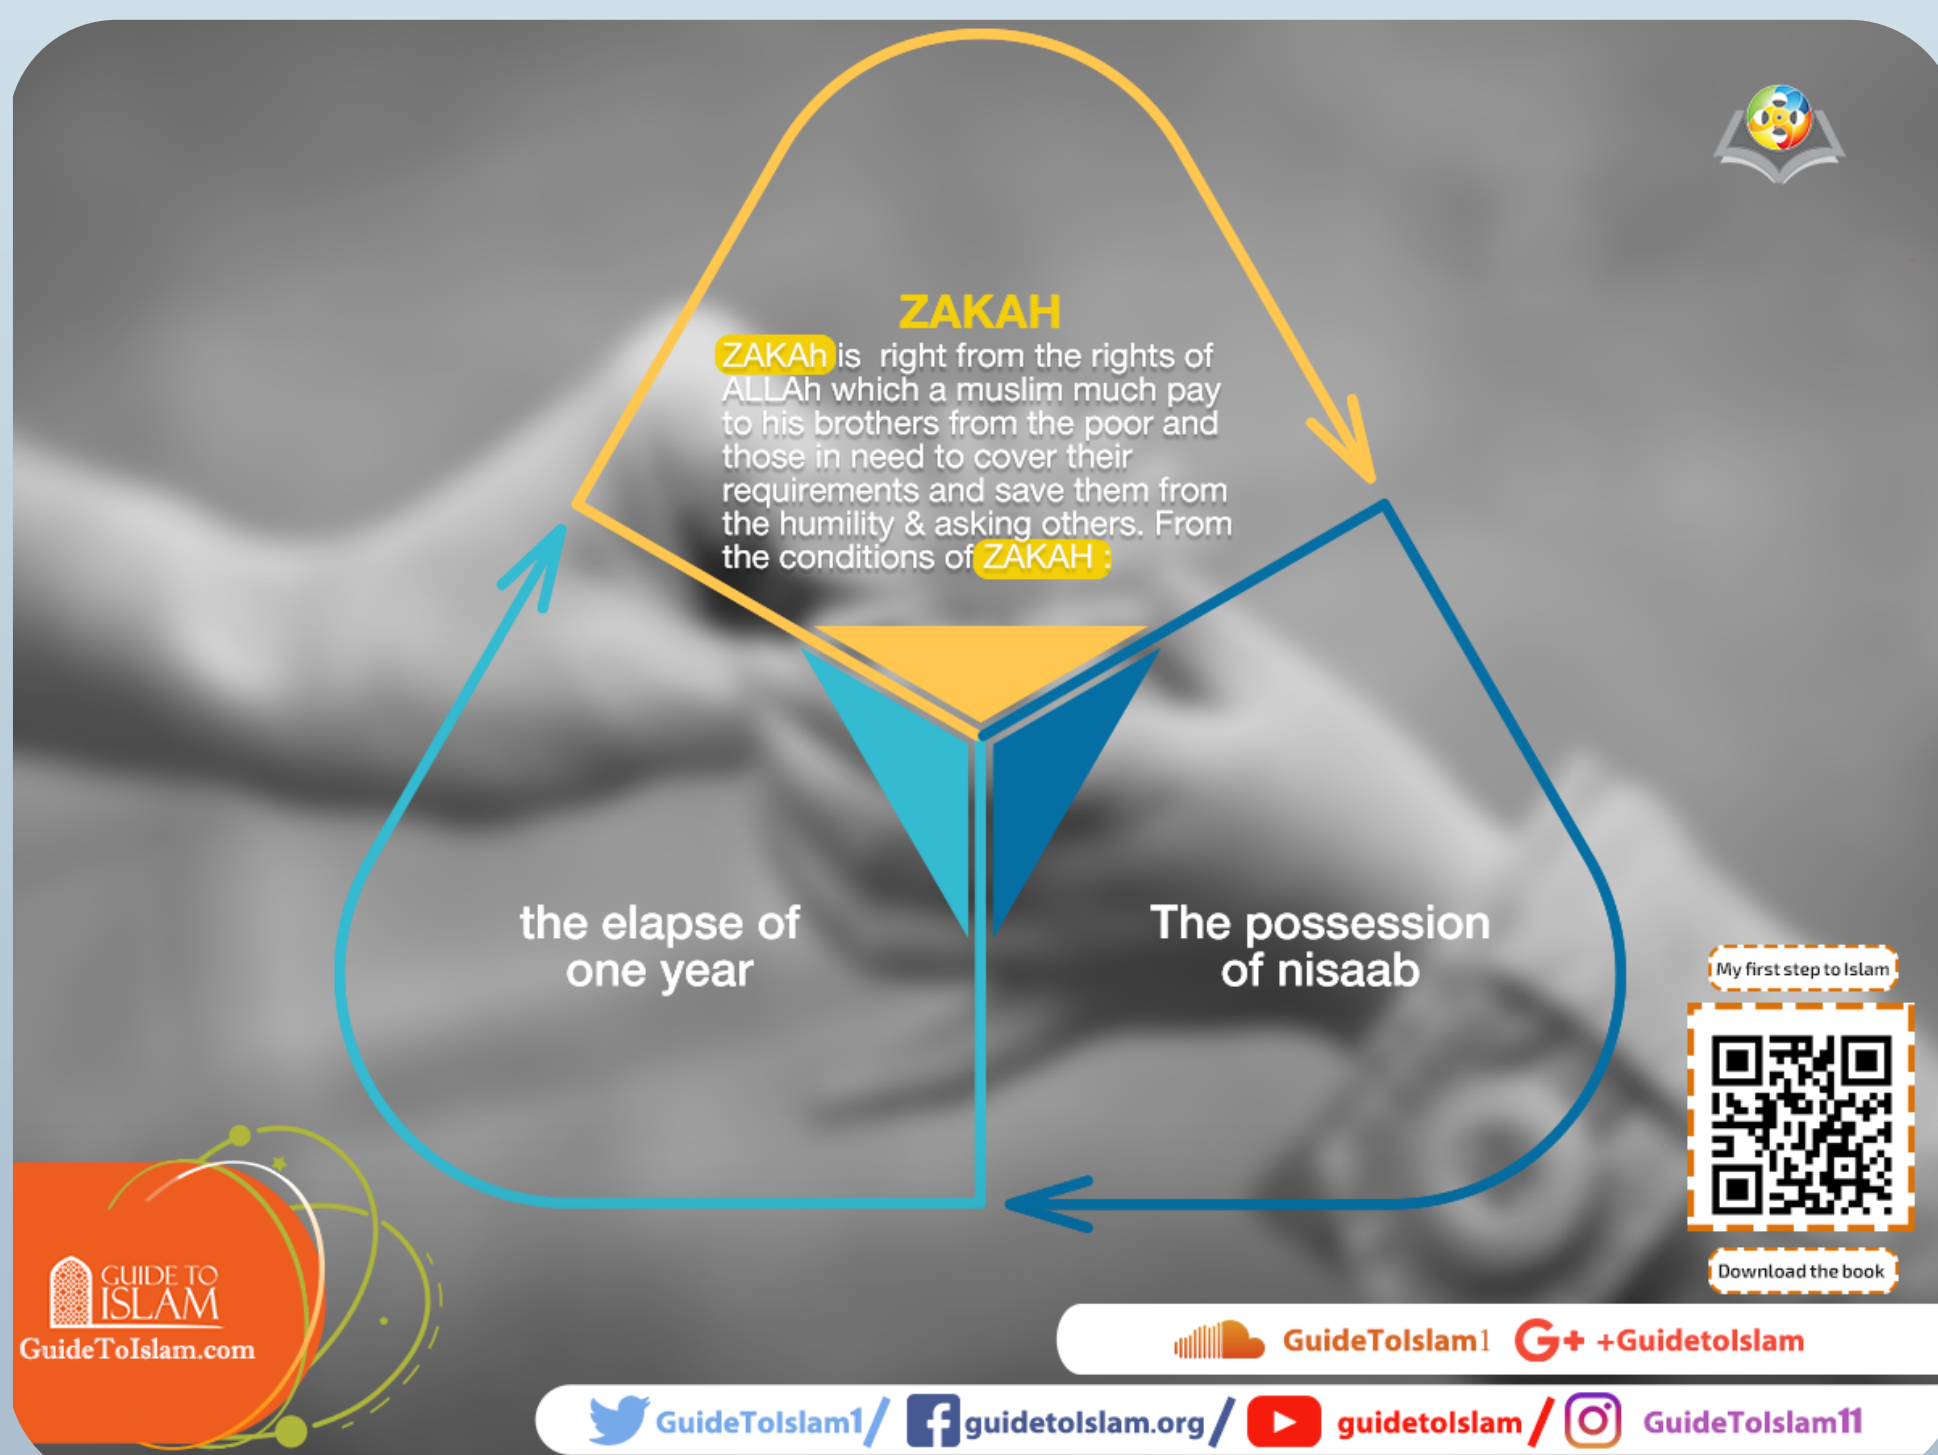 ZAKAH
ZAKAh is right from the rights of
ALLAh which a muslim much pay
to his brothers from the poor and
those in need to cover their
requirements and save them from
the humility & asking others. From
the conditions of ZAKAH :
the elapse of
one year
The possession
of nisaab
My first step to Islam
Download the book
GUIDE TO
ISLAM
GuideToIslam.com
GuideToIslam1
G+ +GuidetoIslam
GuideToIslam1/ f guidetoIslam.org/ guidetoIslam / GuideToIslam11